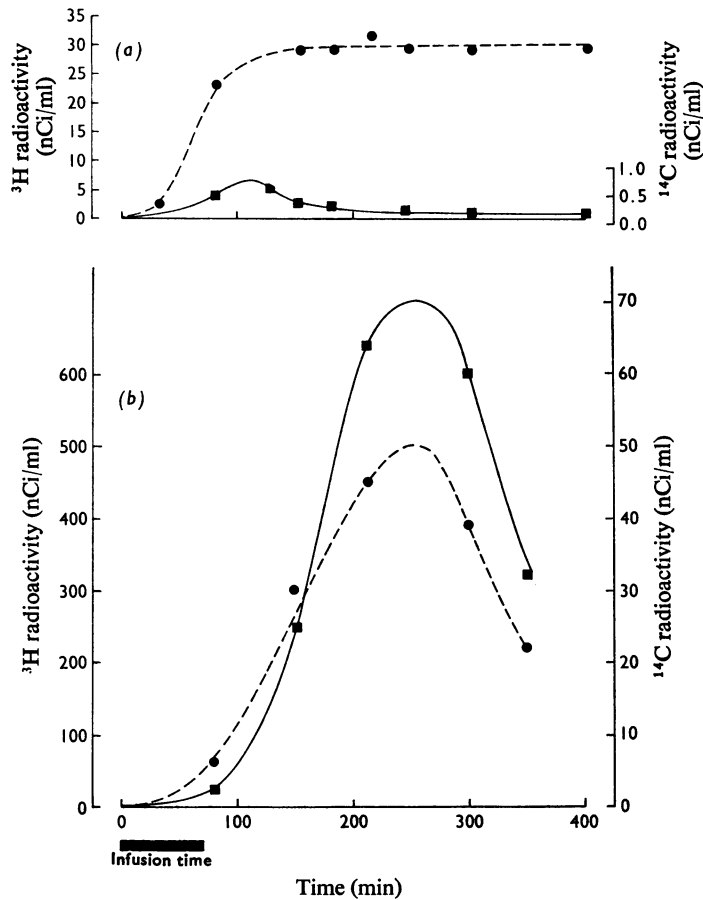 (a)
³H radioactivity
(nCi/ml)
35
30
25
20
15
10
5
0
¹⁴C radioactivity
(nCi/ml)
1.0
0.5
0.0
(b)
³H radioactivity (nCi/ml)
600
500
400
300
200
100
0
¹⁴C radioactivity (nCi/ml)
70
60
50
40
30
20
10
0
0 100 200 300 400
Infusion time
Time (min)